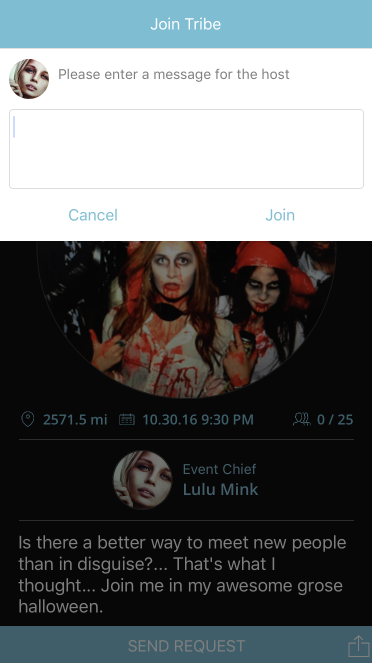 Join Tribe
Please enter a message for the host
Cancel
Join
2571.5 mi
10.30.16 9:30 PM
0 / 25
Event Chief
Lulu Mink
Is there a better way to meet new people
than in disguise?... That's what I
thought... Join me in my awesome grose
halloween.
SEND REQUEST